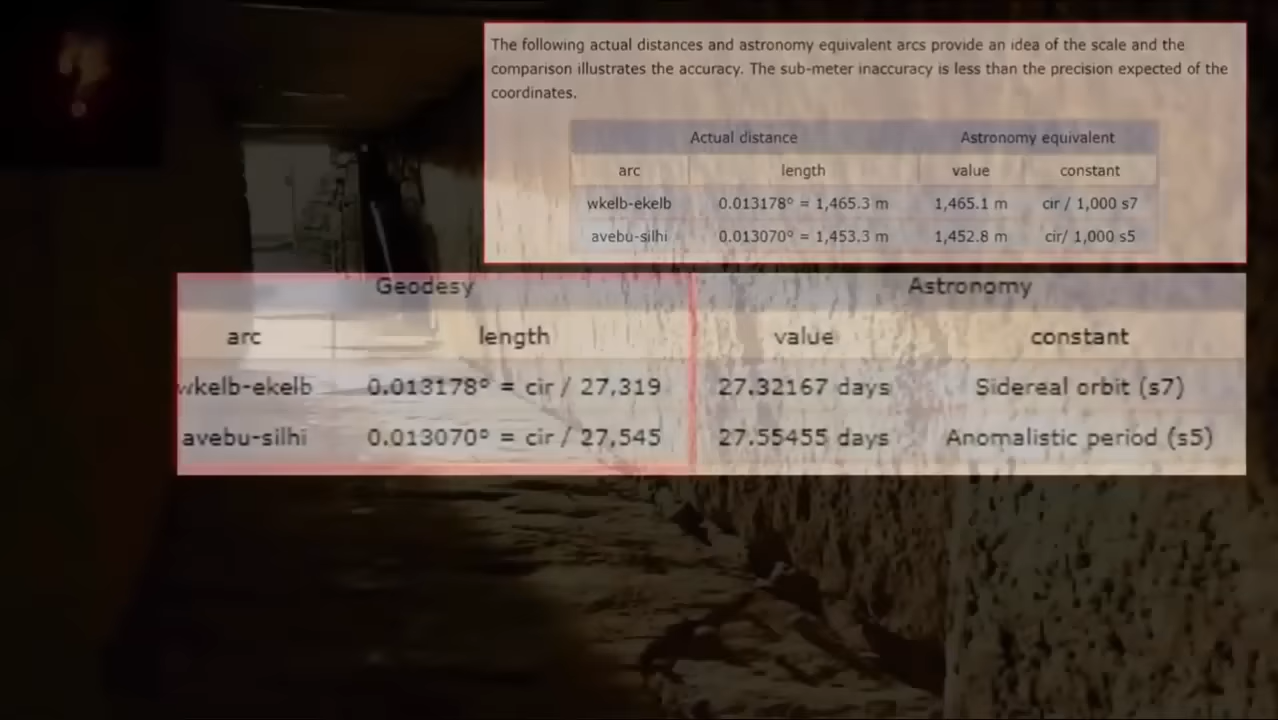 The following actual distances and astronomy equivalent arcs provide an idea of the scale and the
comparison illustrates the accuracy. The sub-meter inaccuracy is less than the precision expected of the
coordinates.
Actual distance Astronomy equivalent
arc length value constant
wkelb-ekelb 0.013178° = 1,465.3 m 1,465.1 m cir / 1,000 s7
avebu-silhi 0.013070° = 1,453.3 m 1,452.8 m cir/ 1,000 s5
Geodesy Astronomy
arc length value constant
wkelb-ekelb 0.013178° = cir / 27,319 27.32167 days Sidereal orbit (s7)
avebu-silhi 0.013070° = cir / 27,545 27.55455 days Anomalistic period (s5)